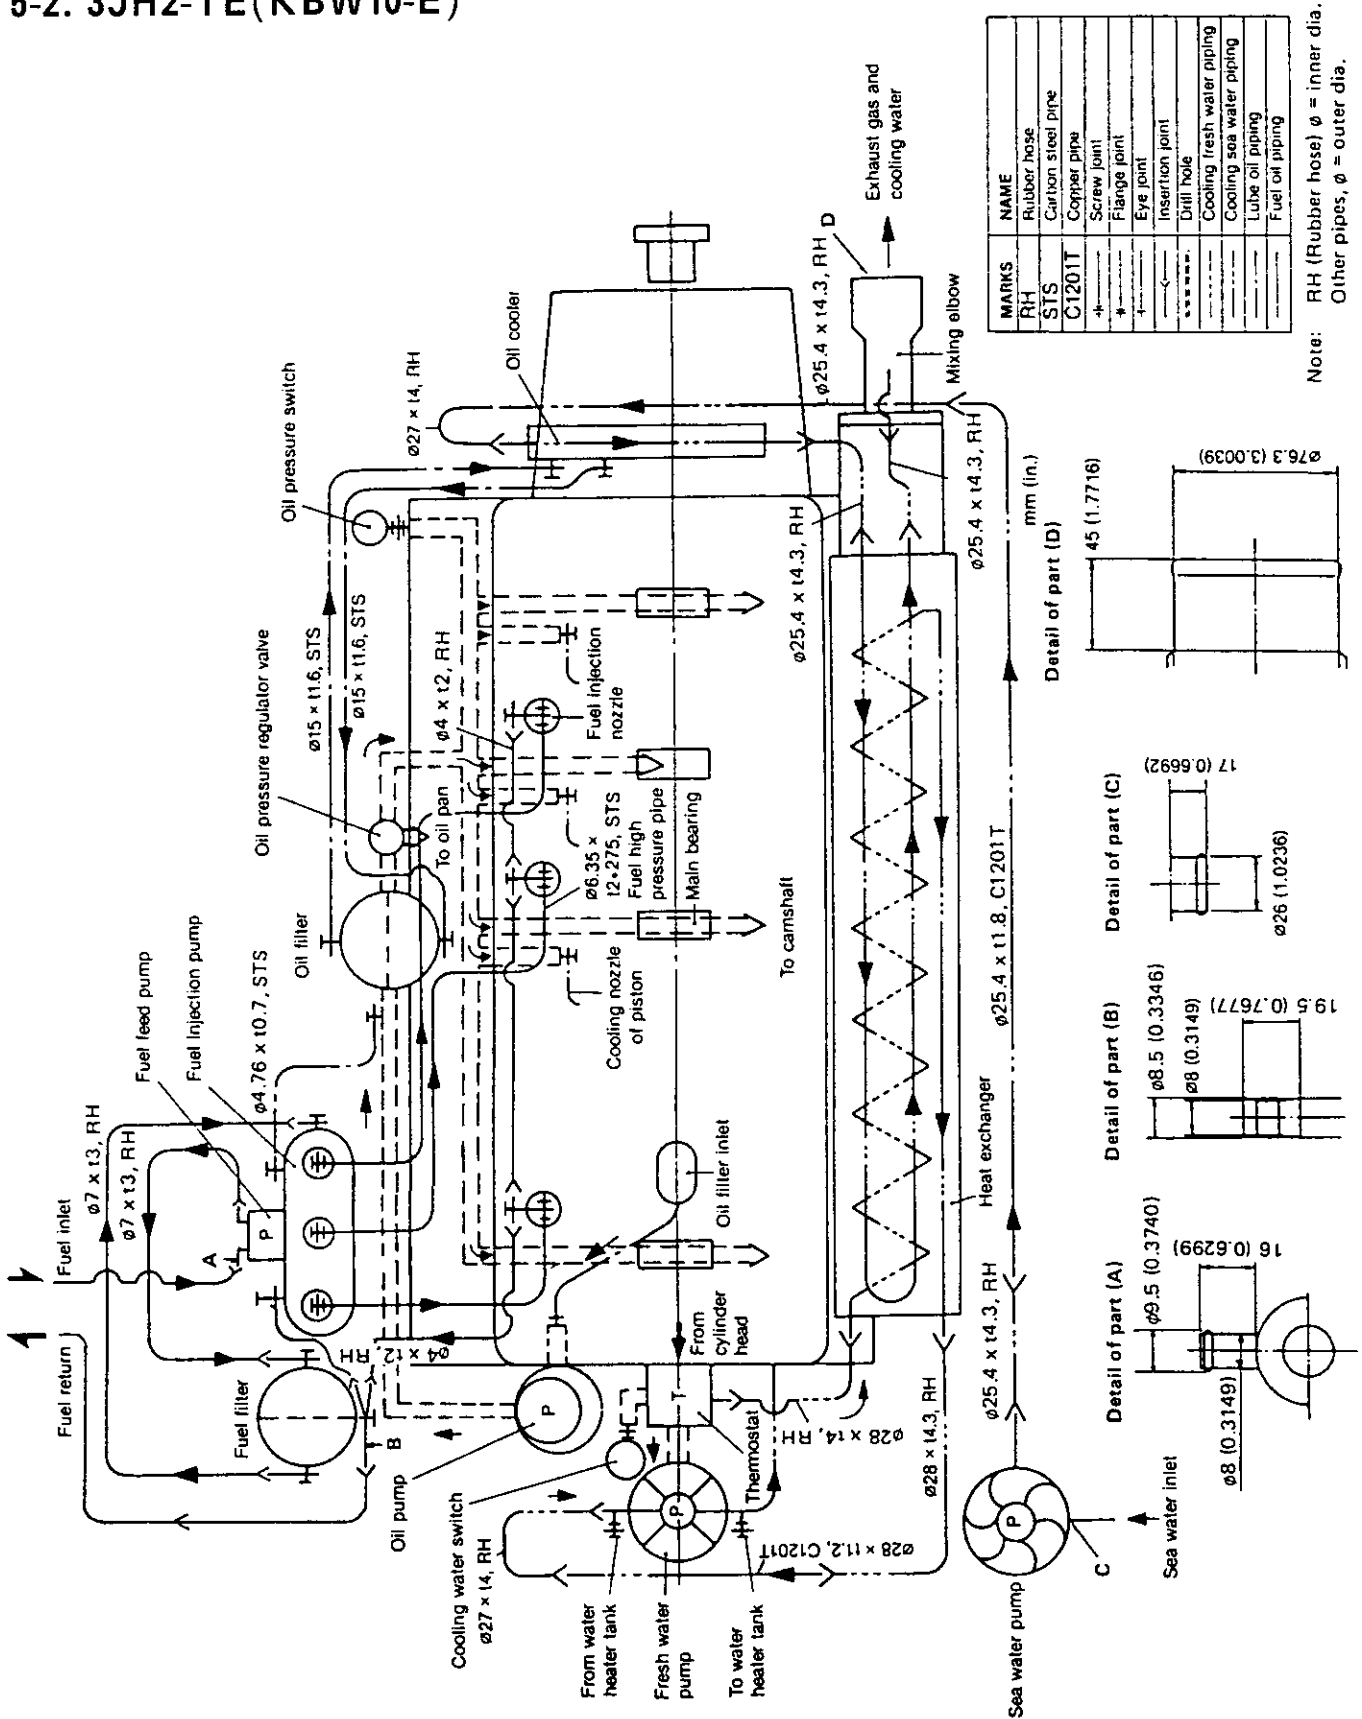 5-2. 3JH2-TE(KBW10-E)
Fuel inlet
Fuel return
ø7 x t3, RH
ø7 x t3, RH
Fuel feed pump
Fuel Injection pump
ø4.76 x t0.7, STS
Oil filter
Oil pressure regulator valve
ø15 × t1.6, STS
ø15 × t1.6, STS
Oil pressure switch
ø27 × t4, RH
Oil cooler
A
P
Fuel filter
B
ø4 x t2, RH
To oil pan
ø4 x t2, RH
Fuel injection
nozzle
ø6.35 ×
t2•275, STS
Fuel high
pressure pipe
Main bearing
Cooling nozzle
of piston
To camshaft
Oil filter inlet
Oil pump
P
Cooling water switch
ø27 × t4, RH
From water
heater tank
Fresh water
pump
P
To water
heater tank
T
Thermostat
From
cylinder
head
ø28 x t4, RH
ø28 × t4.3, RH
ø28 × t1.2, C1201T
Heat exchanger
ø25.4 × t4.3, RH
ø25.4 x t4.3, RH
ø25.4 x t4.3, RH
Mixing elbow
D
Exhaust gas and
cooling water
ø25.4 x t1.8, C1201T
ø25.4 x t4.3, RH
Sea water pump
P
C
Sea water inlet
mm (in.)
Detail of part (A)
ø9.5 (0.3740)
16 (0.6299)
ø8 (0.3149)
Detail of part (B)
ø8.5 (0.3346)
ø8 (0.3149)
19.5 (0.7677)
Detail of part (C)
17 (0.6692)
ø26 (1.0236)
Detail of part (D)
45 (1.7716)
ø76.3 (3.0039)
MARKS NAME
RH Rubber hose
STS Carbon steel pipe
C1201T Copper pipe
Screw joint
Flange joint
Eye joint
Insertion joint
Drill hole
Cooling fresh water piping
Cooling sea water piping
Lube oil piping
Fuel oil piping
Note: RH (Rubber hose) ø = inner dia.
Other pipes, ø = outer dia.